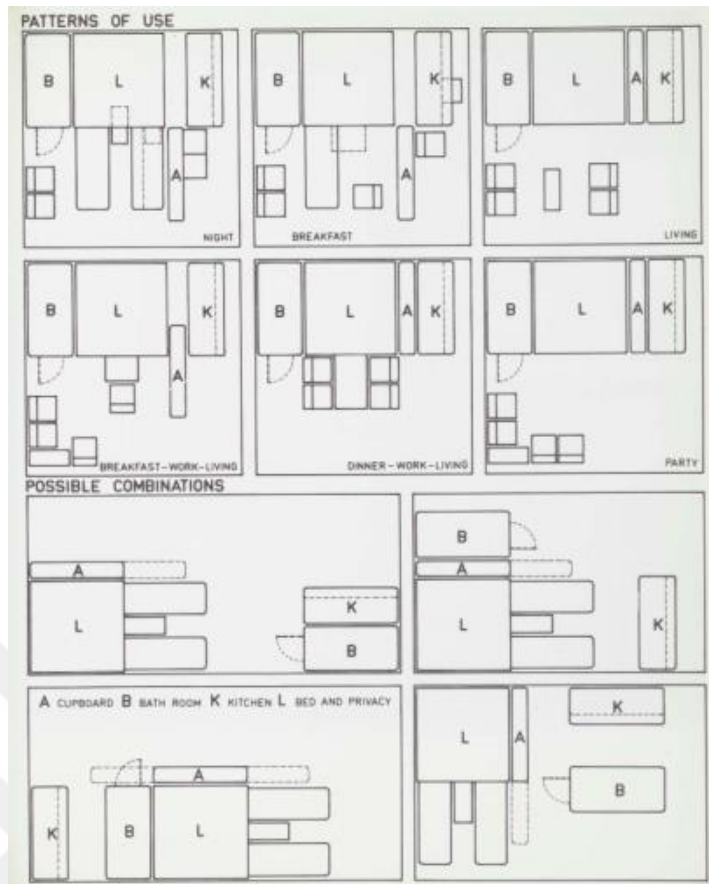 PATTERNS OF USE
B L K
A
NIGHT
B L K
A
BREAKFAST
B L A K
LIVING
B L K
A
BREAKFAST-WORK-LIVING
B L A K
DINNER-WORK-LIVING
B L A K
PARTY
POSSIBLE COMBINATIONS
A
L
K
B
B
A
L
K
A CUPBOARD B BATH ROOM K KITCHEN L BED AND PRIVACY
A
K B L
L A
K
B